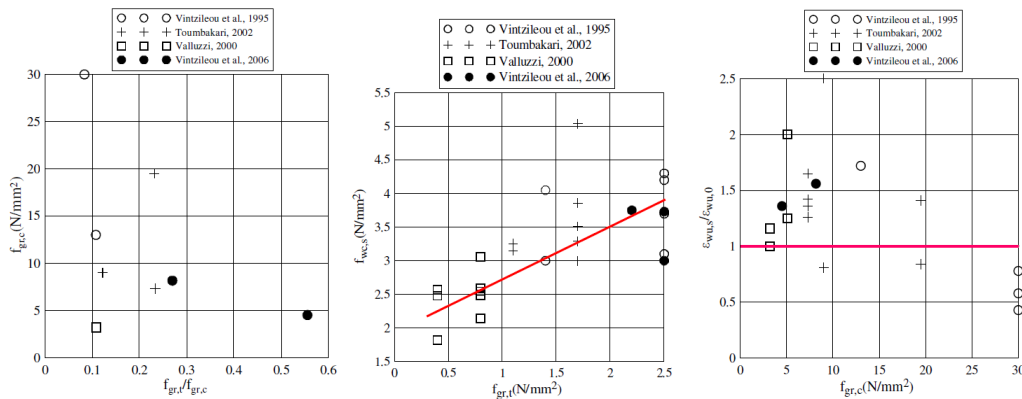 Vintzileou et al., 1995
Toumbakari, 2002
Valluzzi, 2000
Vintzileou et al., 2006
30
25
20
15
10
5
0
f_gr,c(N/mm²)
0 0.1 0.2 0.3 0.4 0.5 0.6
f_gr,t/f_gr,c
Vintzileou et al., 1995
Toumbakari, 2002
Valluzzi, 2000
Vintzileou et al., 2006
5.5
5
4.5
4
3.5
3
2.5
2
1.5
f_wc,s(N/mm²)
0 0.5 1 1.5 2 2.5
f_gr,t(N/mm²)
Vintzileou et al., 1995
Toumbakari, 2002
Valluzzi, 2000
Vintzileou et al., 2006
2.5
2
1.5
1
0.5
0
ε_wu,s/ε_wu,0
0 5 10 15 20 25 30
f_gr,c(N/mm²)